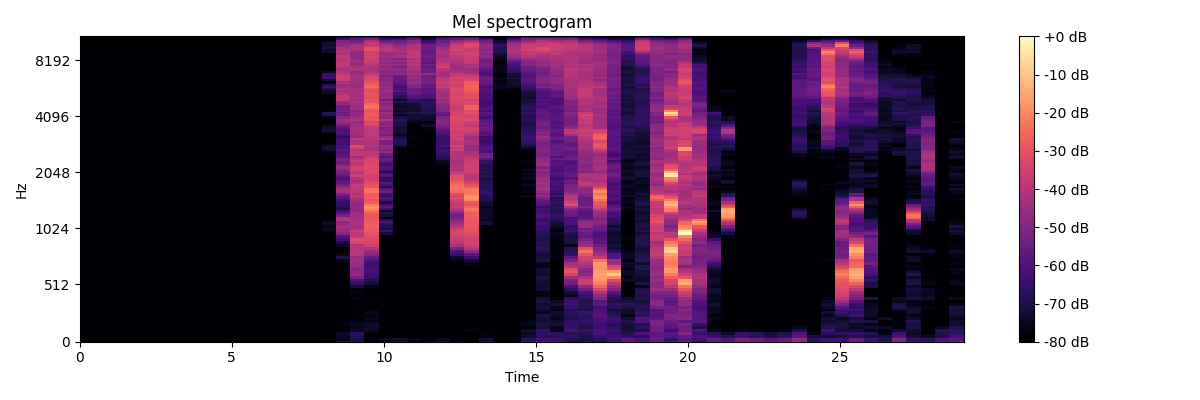 Mel spectrogram
+0 dB
8192
-10 dB
4096
-20 dB
-30 dB
Hz
2048
-40 dB
1024
-50 dB
512
-60 dB
-70 dB
0
-80 dB
0 5 10 15 20 25
Time